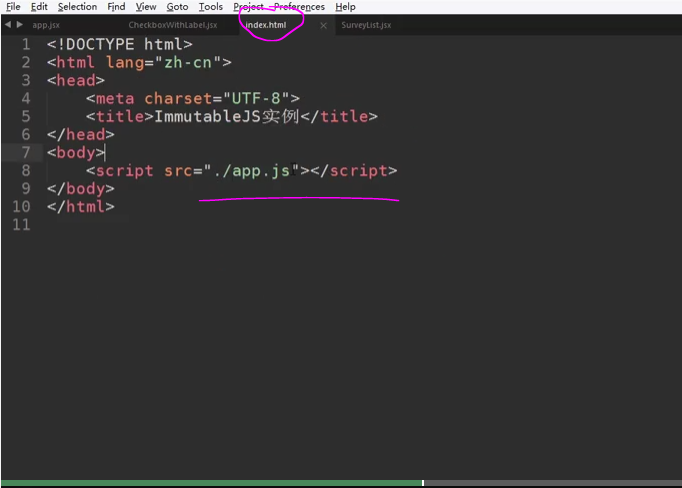 File Edit Selection Find View Goto Tools Project Preferences Help
app.jsx CheckboxWithLabel.jsx index.html SurveyList.jsx
1 <!DOCTYPE html>
2 <html lang="zh-cn">
3 <head>
4 <meta charset="UTF-8">
5 <title>ImmutableJS实例</title>
6 </head>
7 <body>
8 <script src="./app.js"></script>
9 </body>
10 </html>
11